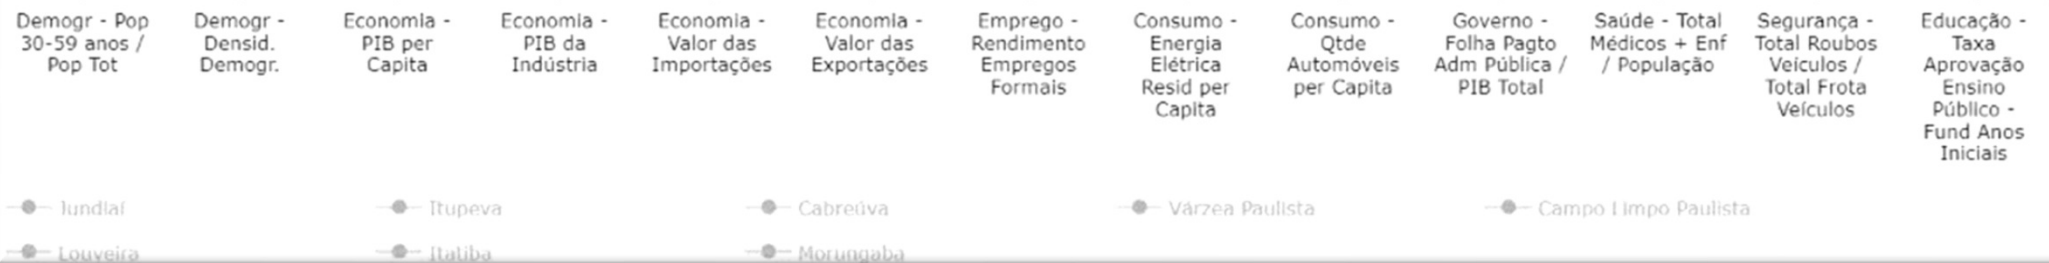 Demogr - Pop 30-59 anos / Pop Tot
Demogr - Densid. Demogr.
Economia - PIB per Capita
Economia - PIB da Indústria
Economia - Valor das Importações
Economia - Valor das Exportações
Emprego - Rendimento Empregos Formais
Consumo - Energia Elétrica Resid per Capita
Consumo - Qtde Automóveis per Capita
Governo - Folha Pagto Adm Pública / PIB Total
Saúde - Total Médicos + Enf / População
Segurança - Total Roubos Veículos / Total Frota Veículos
Educação - Taxa Aprovação Ensino Público - Fund Anos Iniciais
Jundiaí
Itupeva
Cabreúva
Várzea Paulista
Campo Limpo Paulista
Louveira
Itatiba
Morungaba